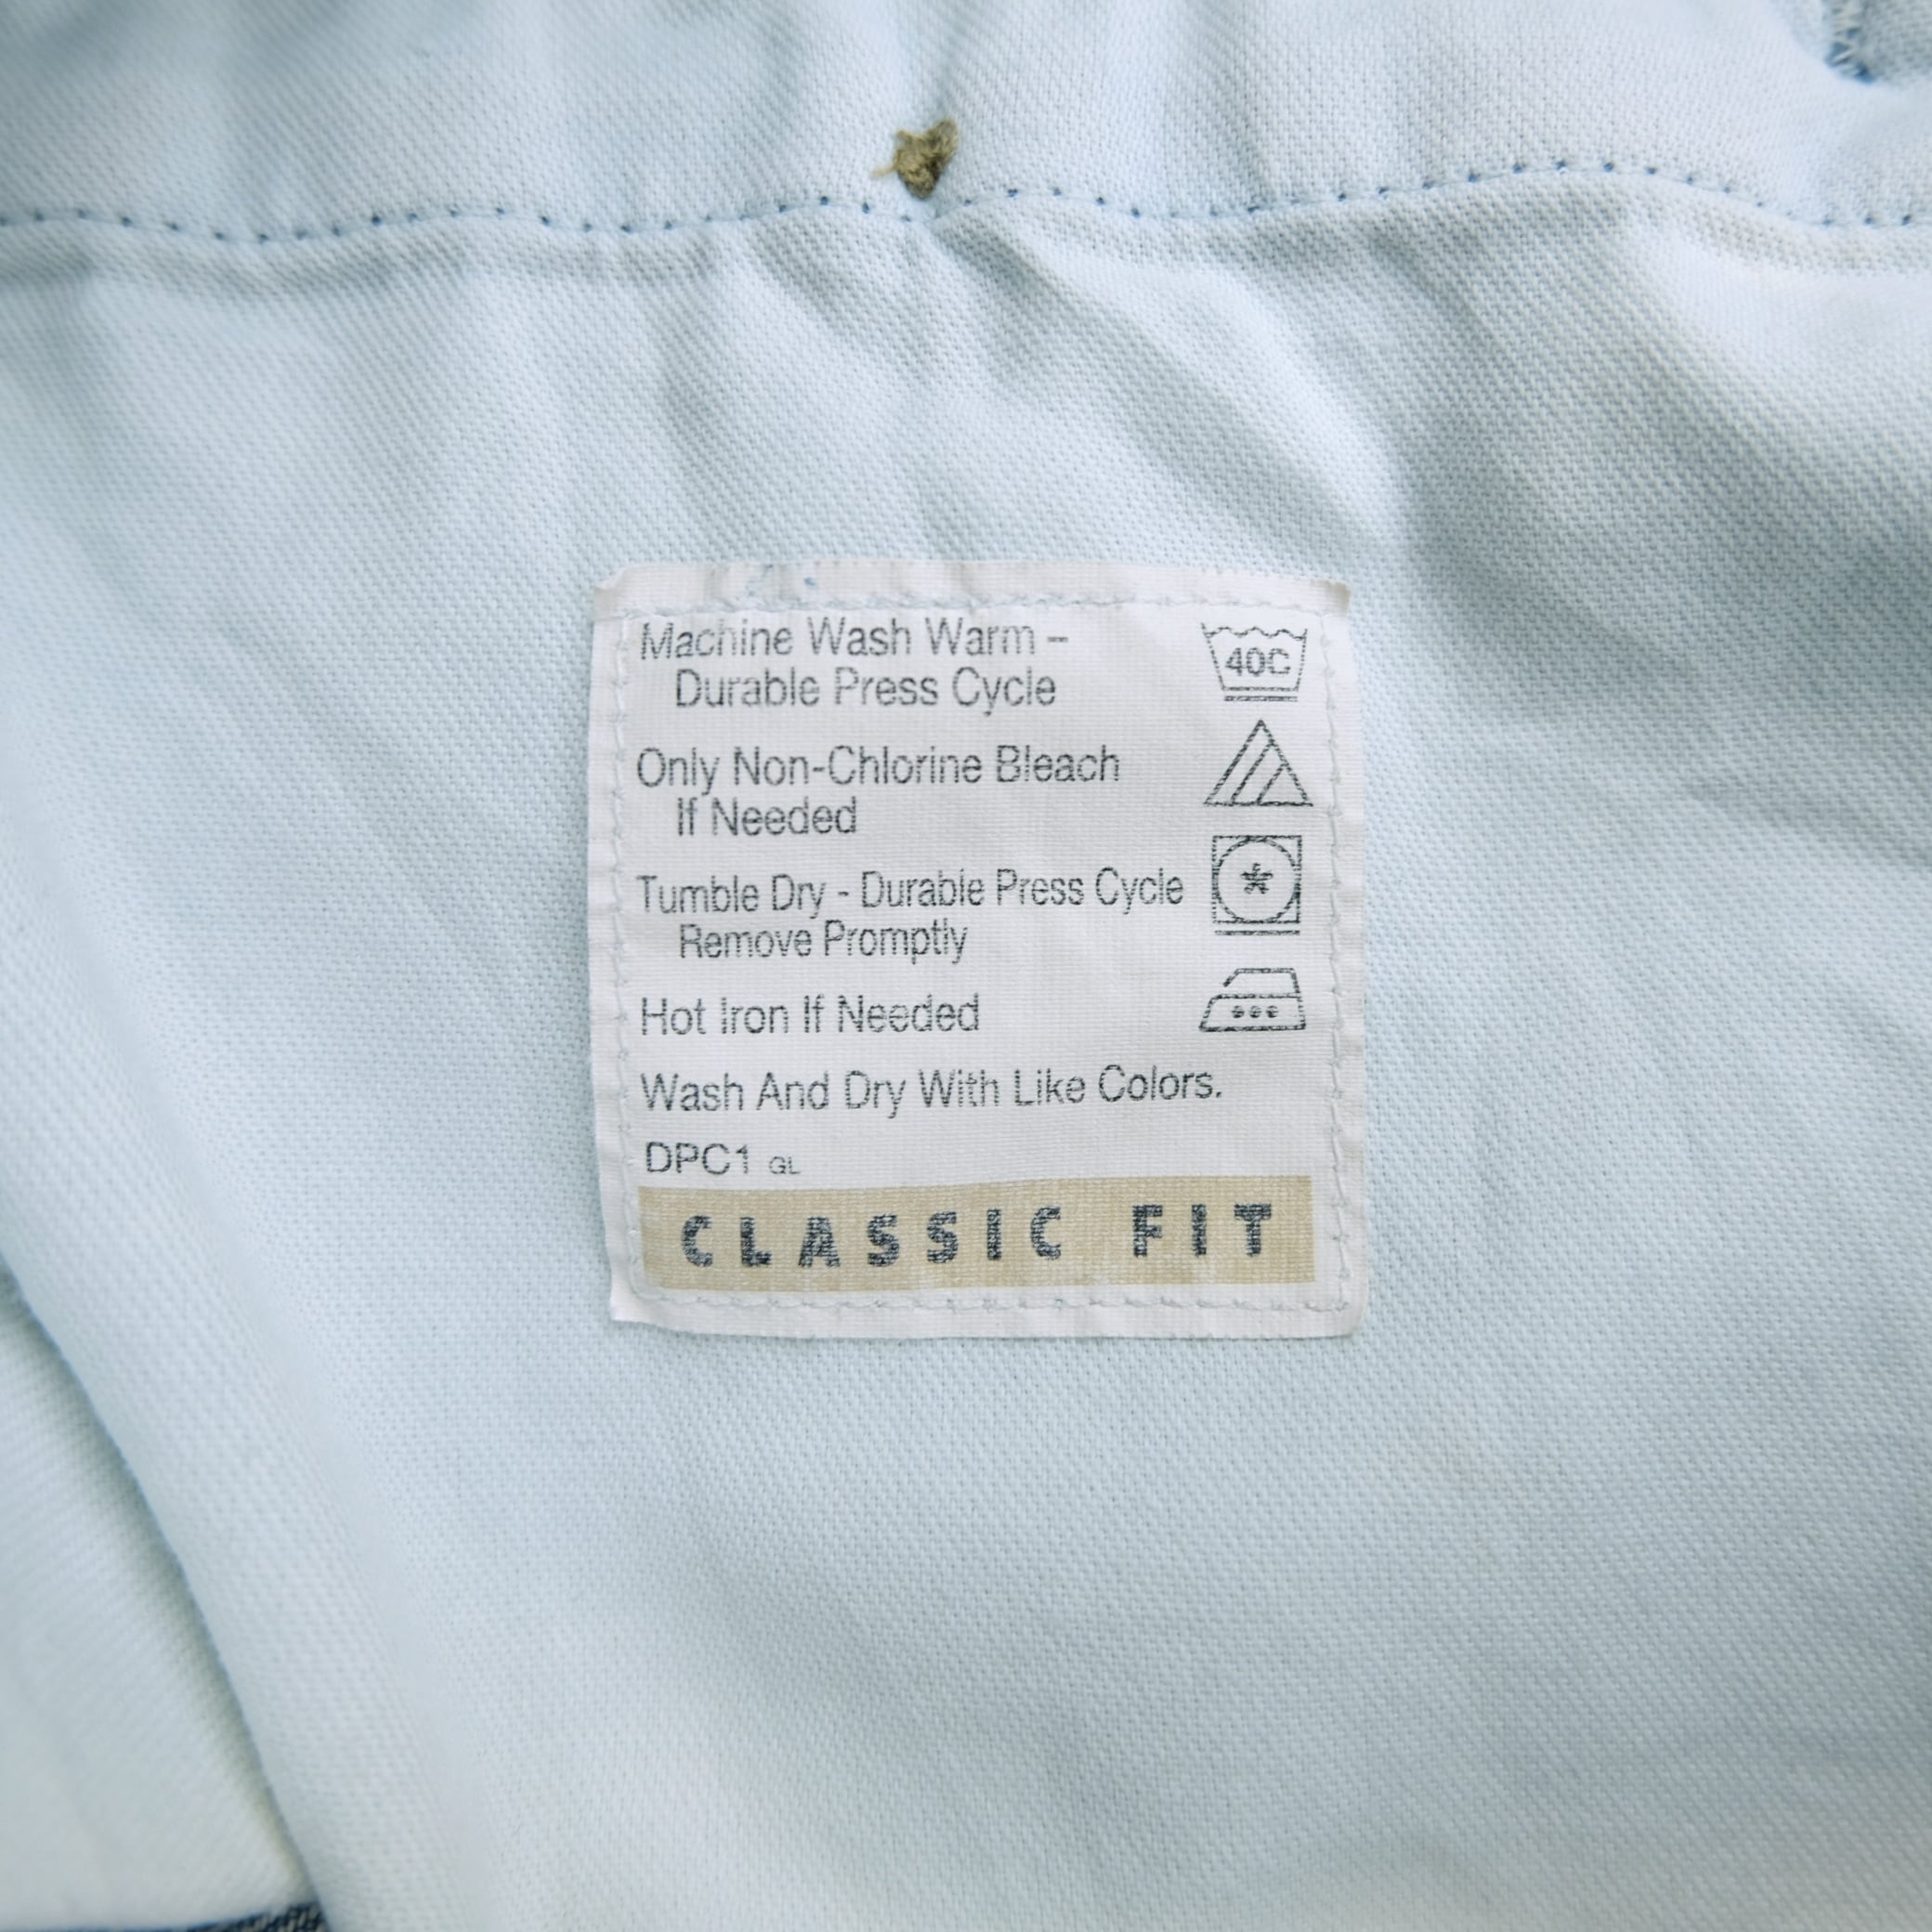 Machine Wash Warm –
Durable Press Cycle
40C
Only Non-Chlorine Bleach
If Needed
Tumble Dry - Durable Press Cycle
Remove Promptly
Hot Iron If Needed
Wash And Dry With Like Colors.
DPC1 GL
CLASSIC FIT